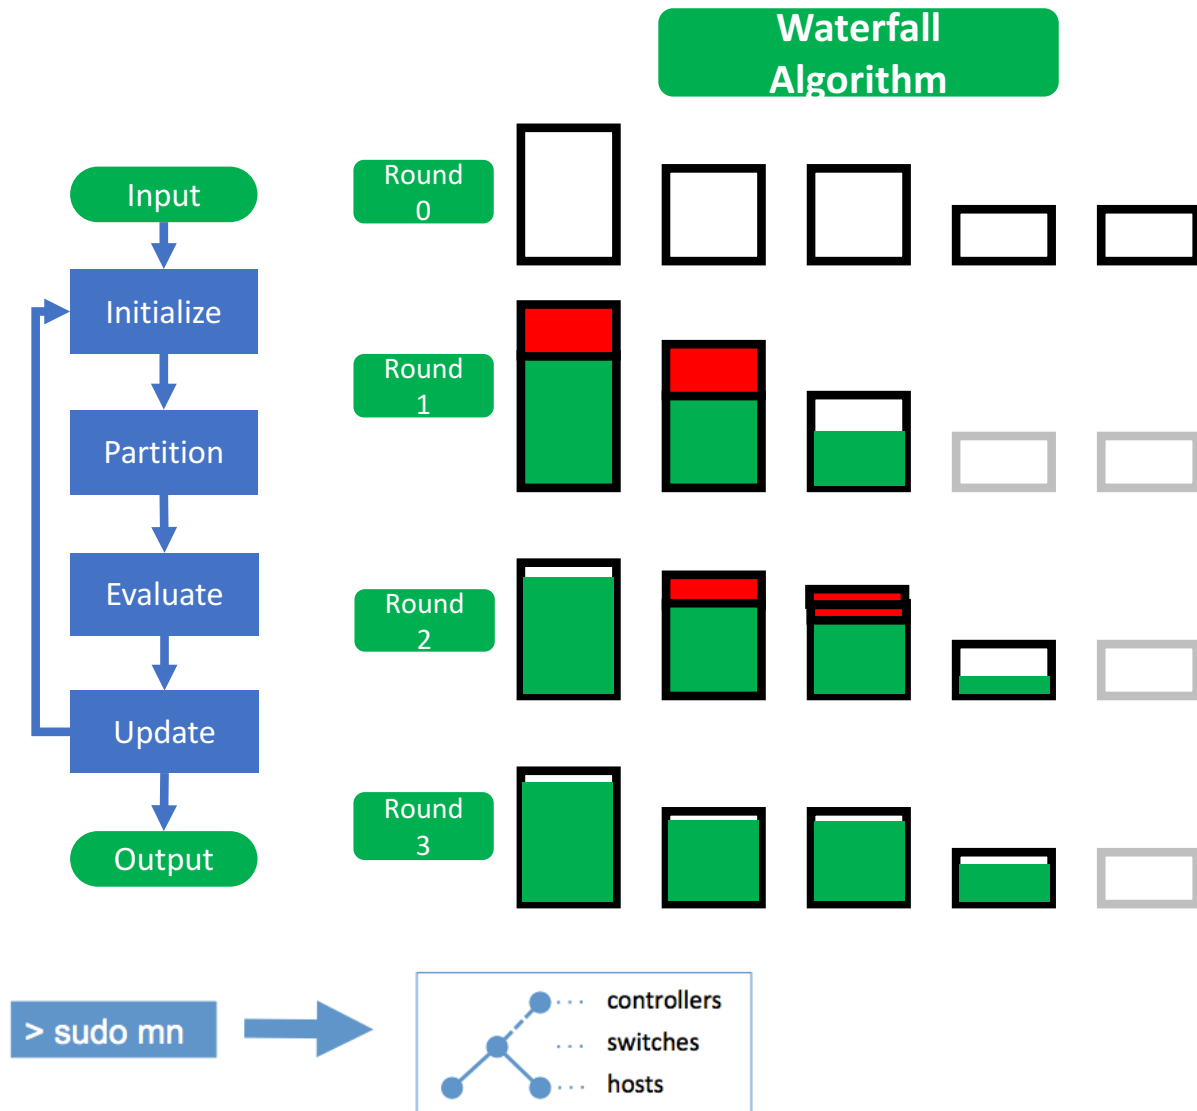 Waterfall
Algorithm
Input
Initialize
Partition
Evaluate
Update
Output
Round
0
Round
1
Round
2
Round
3
> sudo mn
controllers
switches
hosts